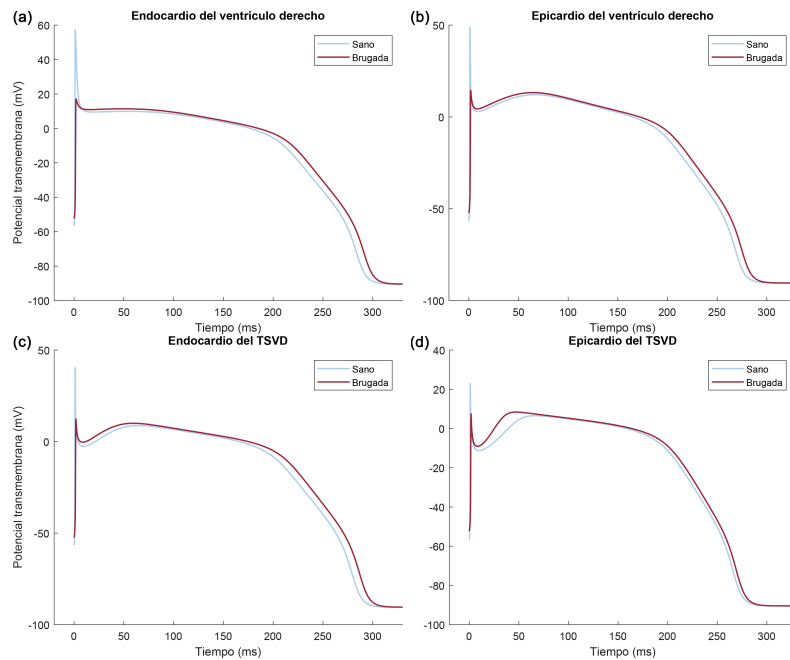 (a)
Endocardio del ventrículo derecho
Potencial transmembrana (mV)
60
40
20
0
-20
-40
-60
-80
-100
Sano
Brugada
0 50 100 150 200 250 300
Tiempo (ms)
(b)
Epicardio del ventrículo derecho
50
0
-50
-100
Sano
Brugada
0 50 100 150 200 250 300
Tiempo (ms)
(c)
Endocardio del TSVD
Potencial transmembrana (mV)
50
0
-50
-100
Sano
Brugada
0 50 100 150 200 250 300
Tiempo (ms)
(d)
Epicardio del TSVD
40
20
0
-20
-40
-60
-80
-100
Sano
Brugada
0 50 100 150 200 250 300
Tiempo (ms)